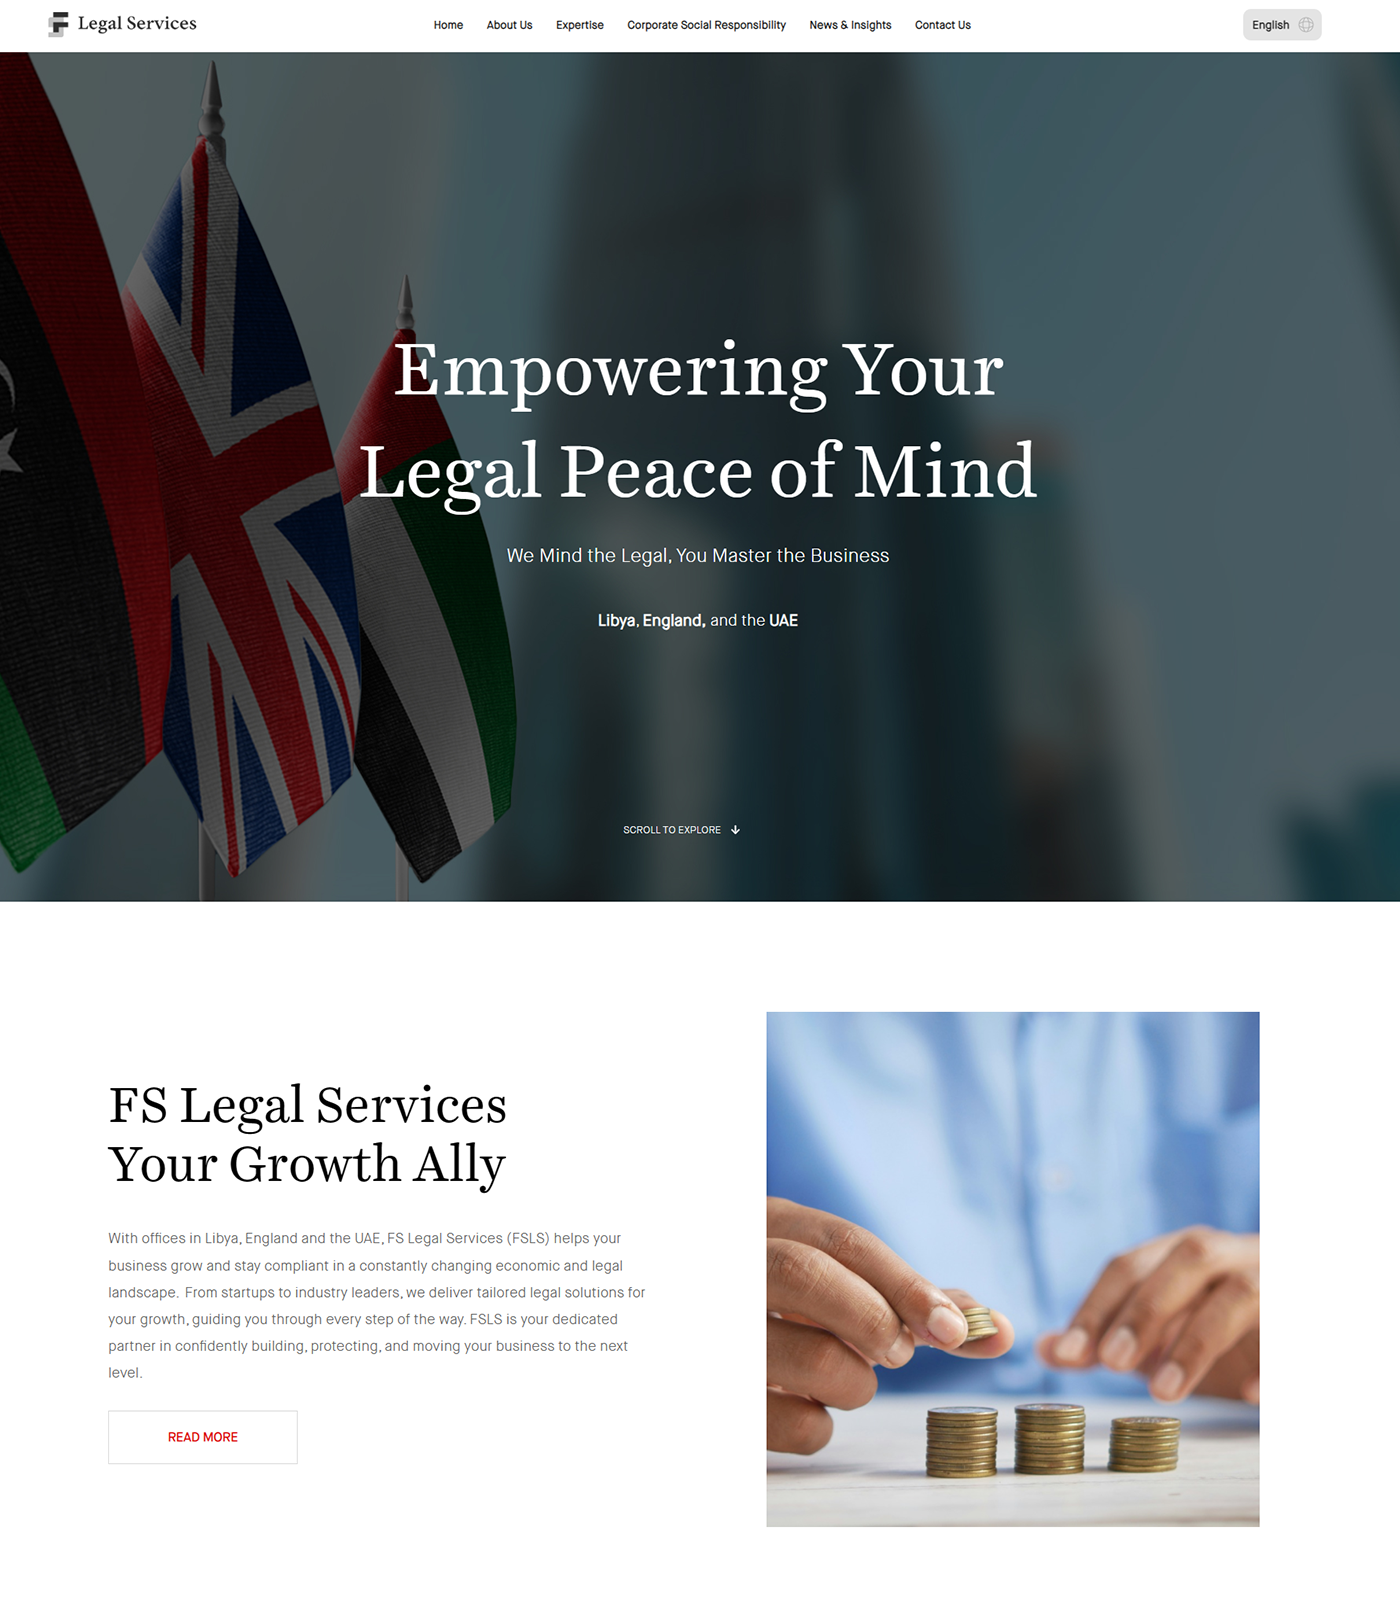 Legal Services
Home About Us Expertise Corporate Social Responsibility News & Insights Contact Us
English
Empowering Your
Legal Peace of Mind
We Mind the Legal, You Master the Business
Libya, England, and the UAE
SCROLL TO EXPLORE
FS Legal Services
Your Growth Ally
With offices in Libya, England and the UAE, FS Legal Services (FSLS) helps your
business grow and stay compliant in a constantly changing economic and legal
landscape. From startups to industry leaders, we deliver tailored legal solutions for
your growth, guiding you through every step of the way. FSLS is your dedicated
partner in confidently building, protecting, and moving your business to the next
level.
READ MORE